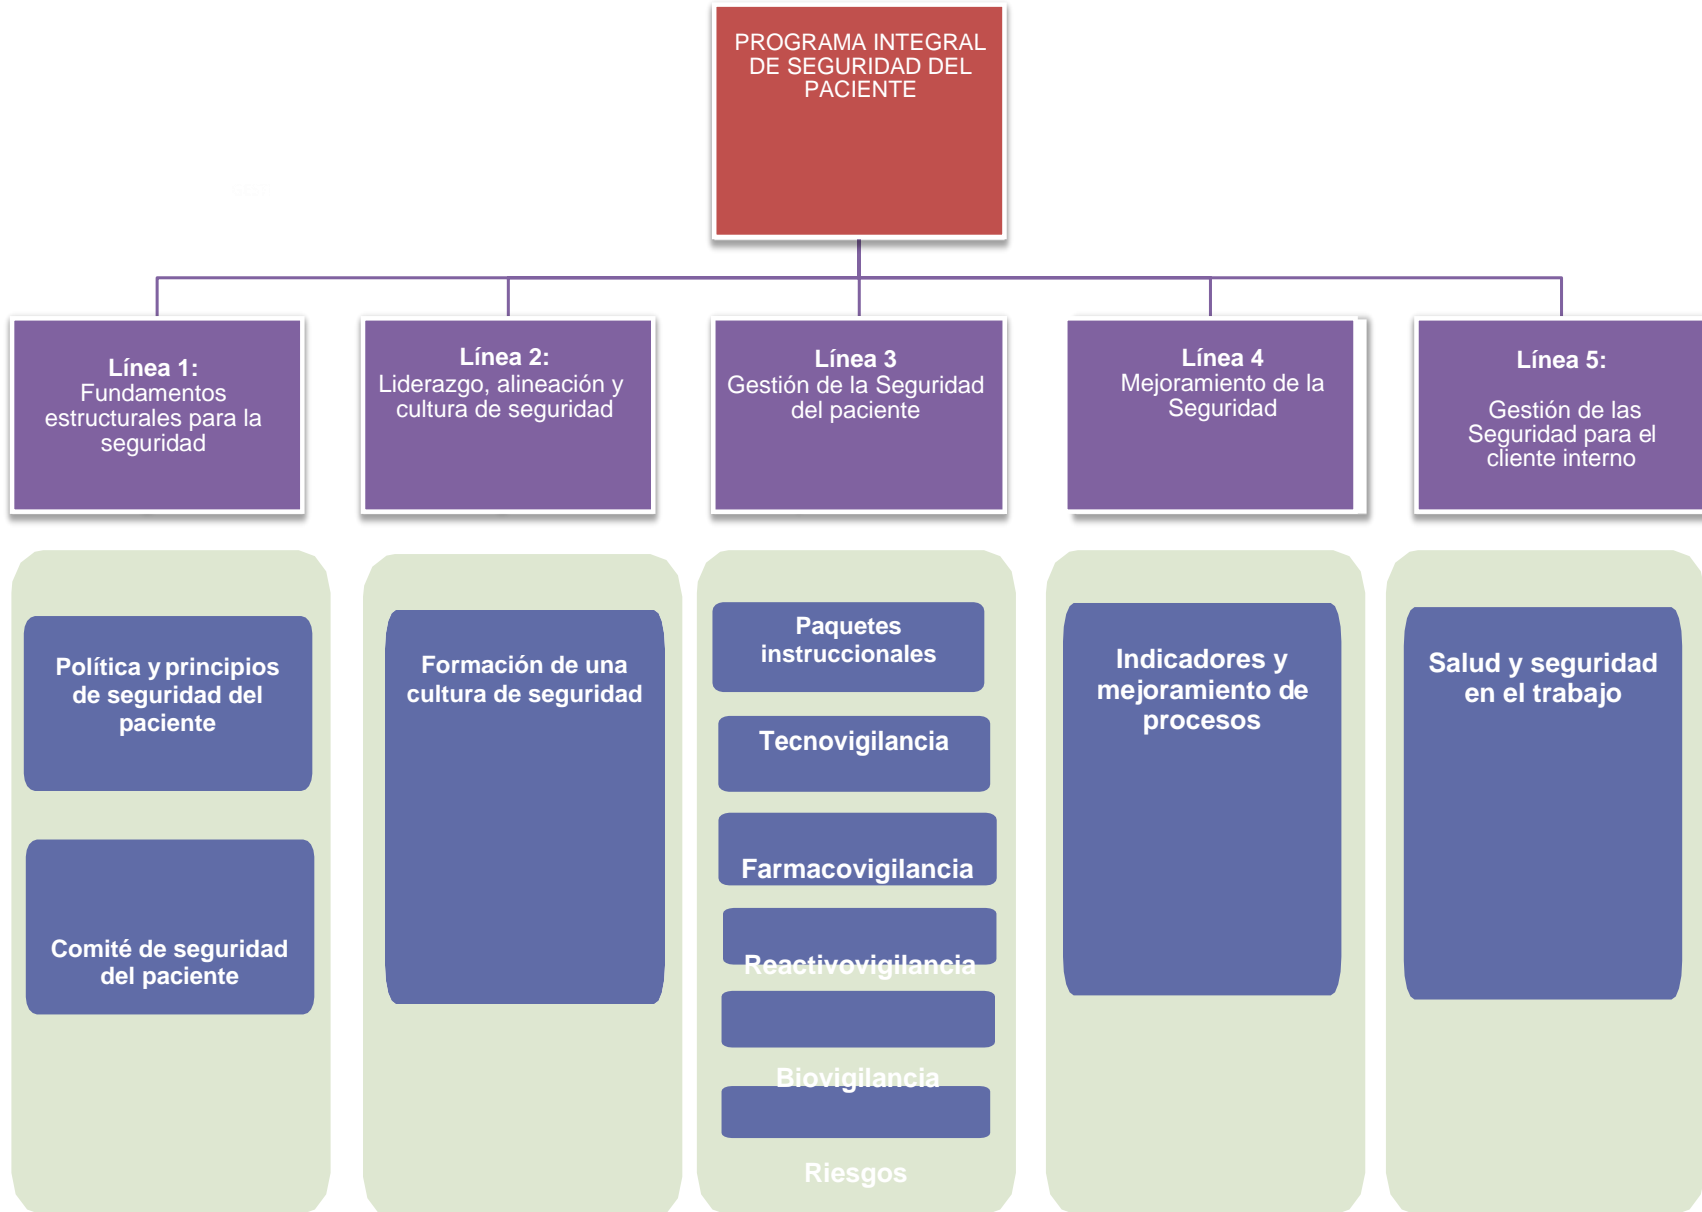 PROGRAMA INTEGRAL
DE SEGURIDAD DEL
PACIENTE
Línea 1:
Fundamentos
estructurales para la
seguridad
Línea 2:
Liderazgo, alineación y
cultura de seguridad
Línea 3
Gestión de la Seguridad
del paciente
Línea 4
Mejoramiento de la
Seguridad
Línea 5:
Gestión de las
Seguridad para el
cliente interno
Política y principios
de seguridad del
paciente
Comité de seguridad
del paciente
Formación de una
cultura de seguridad
Paquetes
instruccionales
Tecnovigilancia
Farmacovigilancia
Reactivovigilancia
Biovigilancia
Riesgos
Indicadores y
mejoramiento de
procesos
Salud y seguridad
en el trabajo